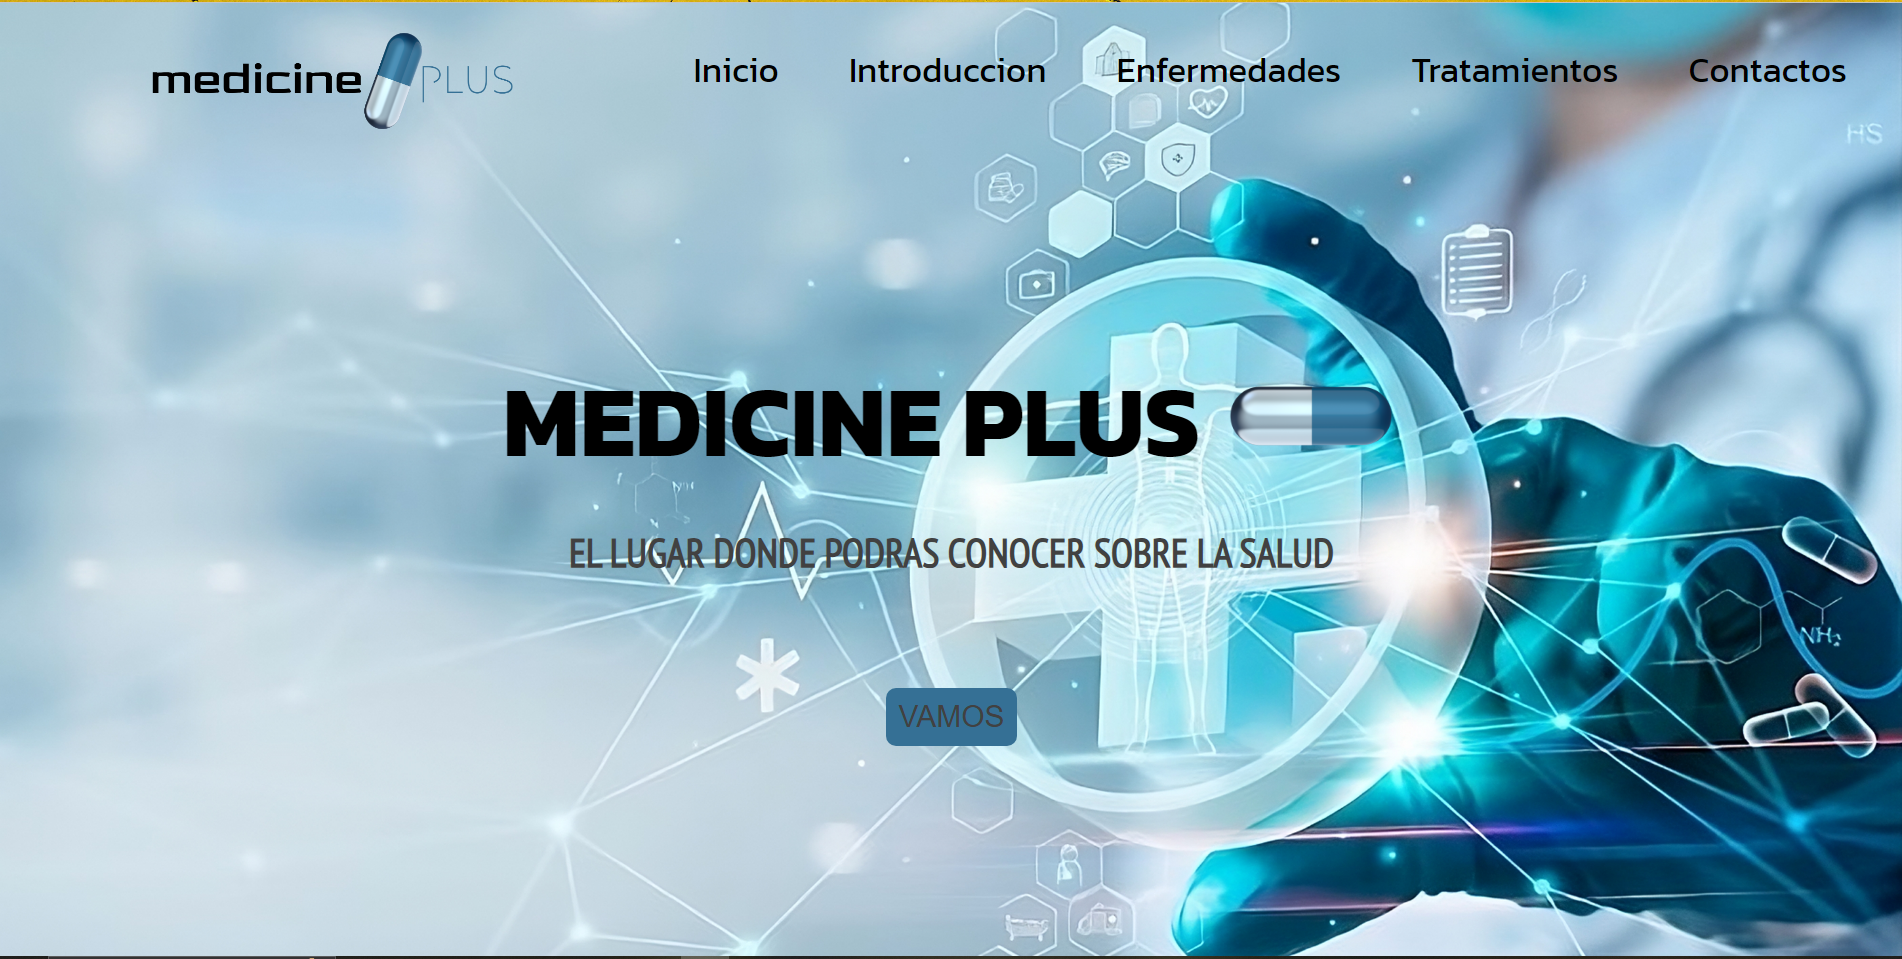 medicine PLUS
Inicio Introduccion Enfermedades Tratamientos Contactos
HS
MEDICINE PLUS
EL LUGAR DONDE PODRAS CONOCER SOBRE LA SALUD
NH₂
VAMOS